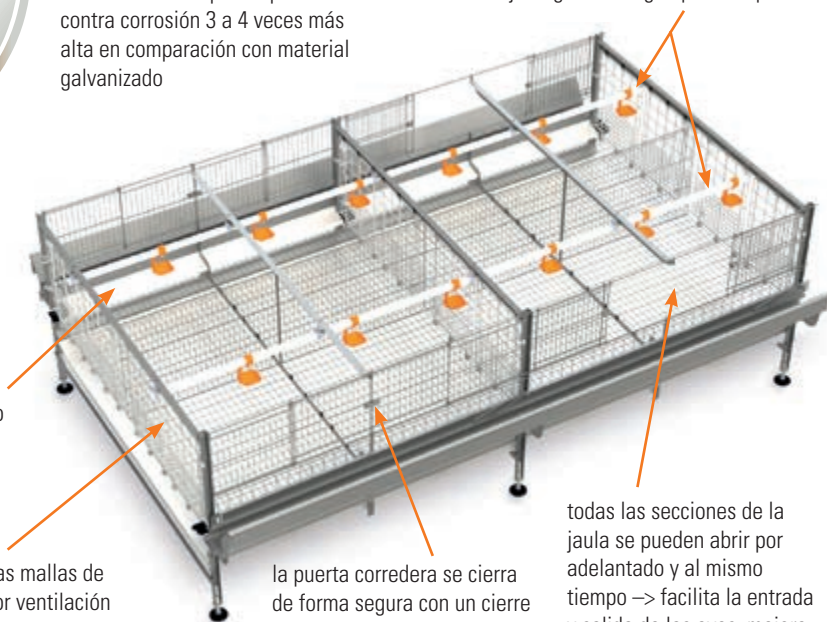 contra corrosión 3 a 4 veces más
alta en comparación con material
galvanizado
mallas de
ventilación
la puerta corredera se cierra
de forma segura con un cierre
todas las secciones de la
jaula se pueden abrir por
adelantado y al mismo
tiempo –> facilita la entrada